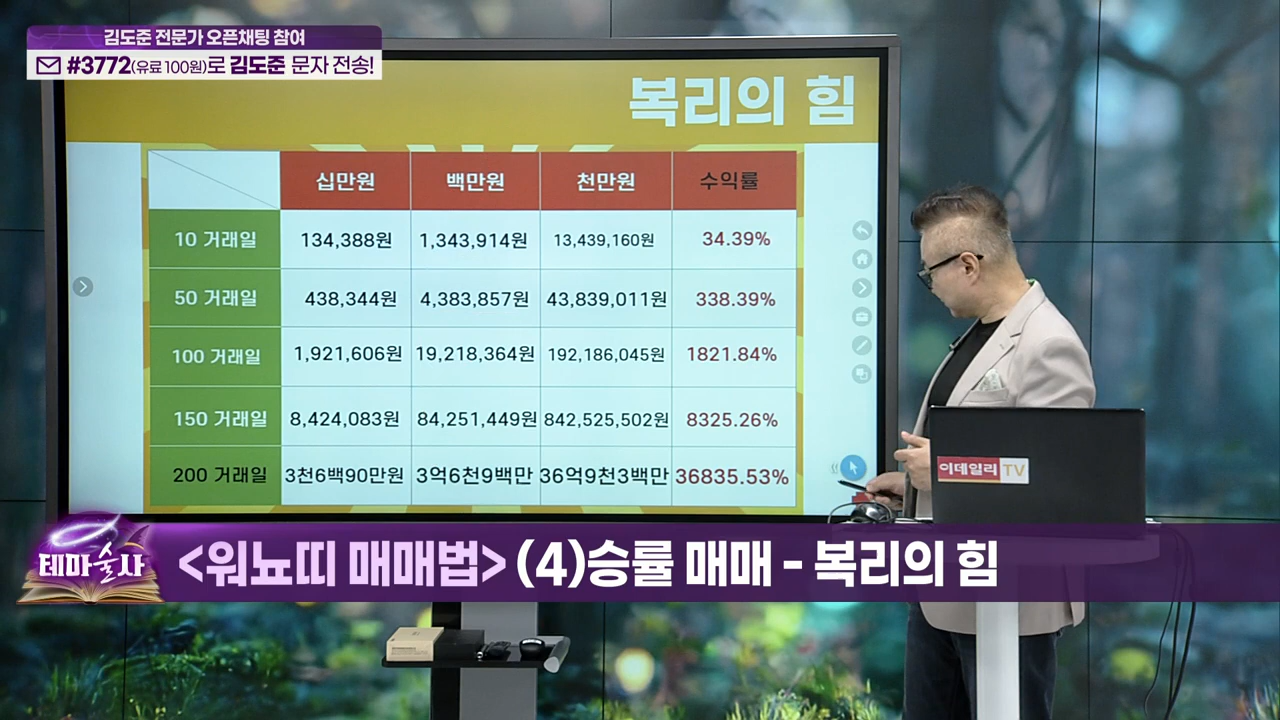 김도준 전문가 오픈채팅 참여
#3772(유료 100원)로 김도준 문자 전송!
복리의 힘
십만원 백만원 천만원 수익률
10 거래일 134,388원 1,343,914원 13,439,160원 34.39%
50 거래일 438,344원 4,383,857원 43,839,011원 338.39%
100 거래일 1,921,606원 19,218,364원 192,186,045원 1821.84%
150 거래일 8,424,083원 84,251,449원 842,525,502원 8325.26%
200 거래일 3천6백90만원 3억6천9백만 36억9천3백만 36835.53%
이데일리TV
테마술사
<워뇨띠 매매법> (4)승률 매매 - 복리의 힘